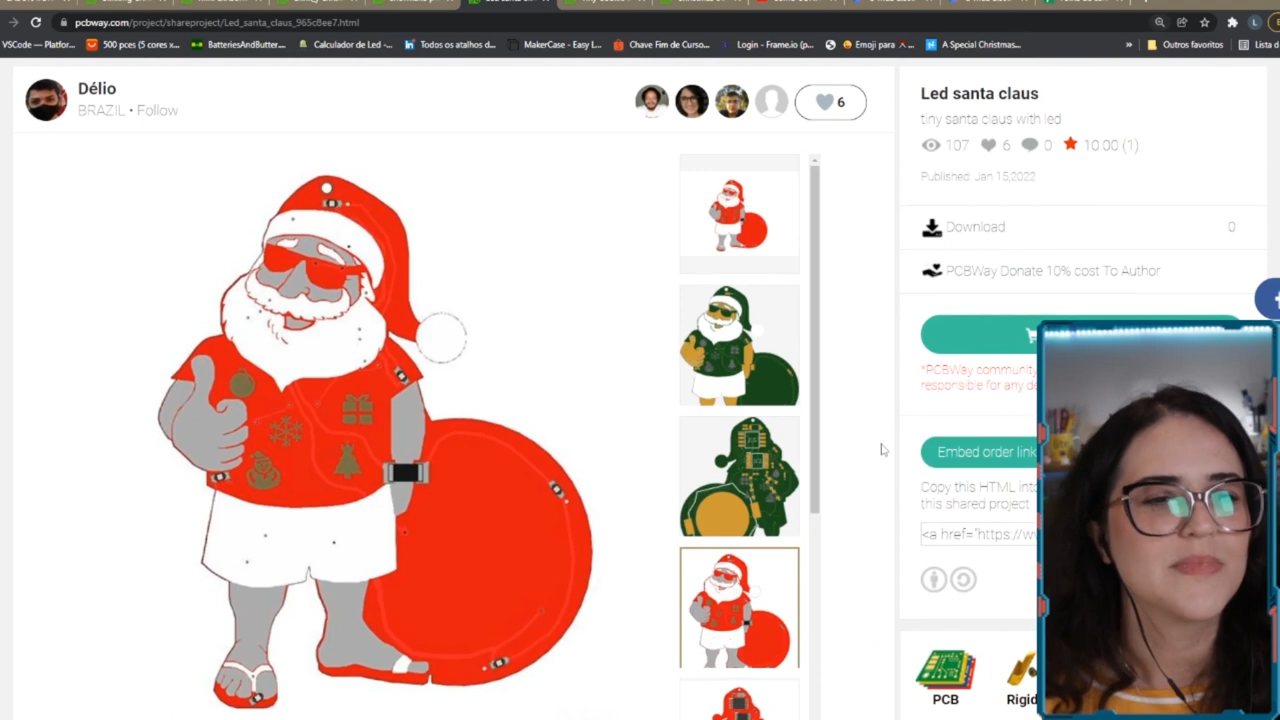 pcbway.com/project/shareproject/Led_santa_claus_965c8ee7.html
VSCode — Platfor...
500 pces (5 cores x...
BatteriesAndButter...
Calculador de Led -...
Todos os atalhos d...
MakerCase - Easy L...
Chave Fim de Curso...
Login - Frame.io (p...
Emoji para
A Special Christmas...
»
Outros favoritos
Lista d
Délio
BRAZIL • Follow
6
Led santa claus
tiny santa claus with led
107 6 0 10.00 (1)
Published: Jan 15,2022
Download 0
PCBWay Donate 10% cost To Author
*PCBWay community
responsible for any de
Embed order link
Copy this HTML into
this shared project
<a href="https://w
PCB
Rigid